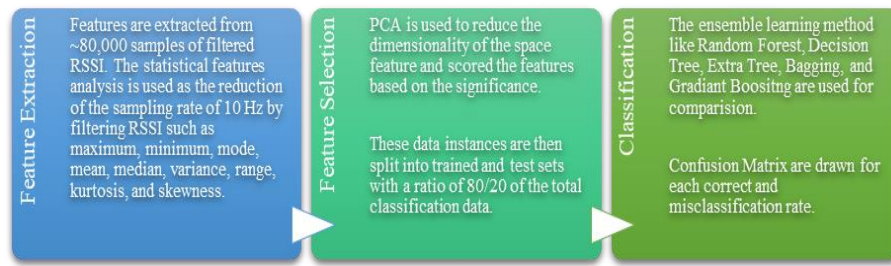 Feature Extraction
Features are extracted from
~80,000 samples of filtered
RSSI. The statistical features
analysis is used as the reduction
of the sampling rate of 10 Hz by
filtering RSSI such as
maximum, minimum, mode,
mean, median, variance, range,
kurtosis, and skewness.
Feature Selection
PCA is used to reduce the
dimensionality of the space
feature and scored the features
based on the significance.
These data instances are then
split into trained and test sets
with a ratio of 80/20 of the total
classification data.
Classification
The ensemble learning method
like Random Forest, Decision
Tree, Extra Tree, Bagging, and
Gradiant Boositng are used for
comparision.
Confusion Matrix are drawn for
each correct and
misclassification rate.